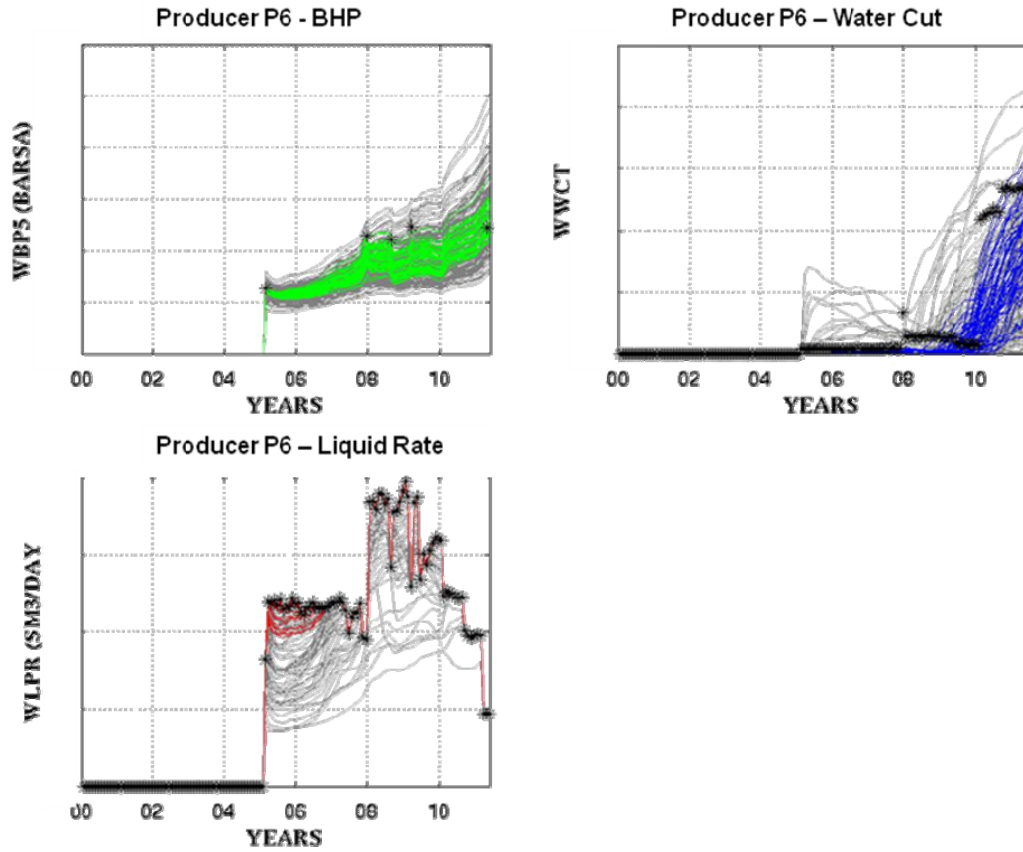 Producer P6 - BHP
WBP5 (BARSA)
00 02 04 06 08 10
YEARS
Producer P6 – Water Cut
WWCT
00 02 04 06 08 10
YEARS
Producer P6 – Liquid Rate
WLPR (SM3/DAY
00 02 04 06 08 10
YEARS